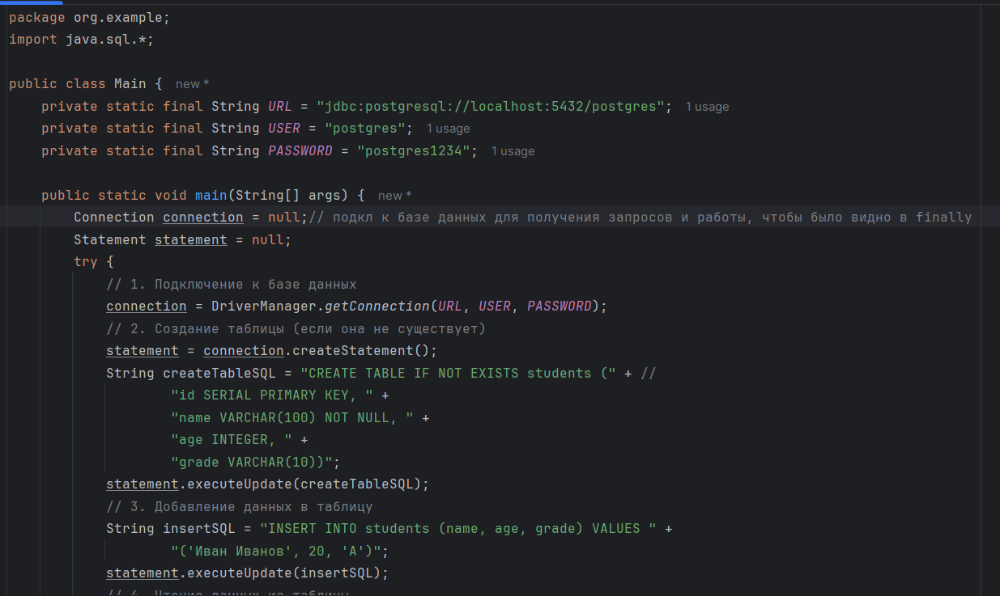 package org.example;
import java.sql.*;
public class Main {  new *
private static final String URL = "jdbc:postgresql://localhost:5432/postgres";  1 usage
private static final String USER = "postgres";  1 usage
private static final String PASSWORD = "postgres1234";  1 usage
public static void main(String[] args) {  new *
Connection connection = null;// подкл к базе данных для получения запросов и работы, чтобы было видно в finally
Statement statement = null;
try {
// 1. Подключение к базе данных
connection = DriverManager.getConnection(URL, USER, PASSWORD);
// 2. Создание таблицы (если она не существует)
statement = connection.createStatement();
String createTableSQL = "CREATE TABLE IF NOT EXISTS students (" + //
"id SERIAL PRIMARY KEY, " +
"name VARCHAR(100) NOT NULL, " +
"age INTEGER, " +
"grade VARCHAR(10))";
statement.executeUpdate(createTableSQL);
// 3. Добавление данных в таблицу
String insertSQL = "INSERT INTO students (name, age, grade) VALUES " +
"('Иван Иванов', 20, 'A')";
statement.executeUpdate(insertSQL);
// 4. Чтение данных из таблицы